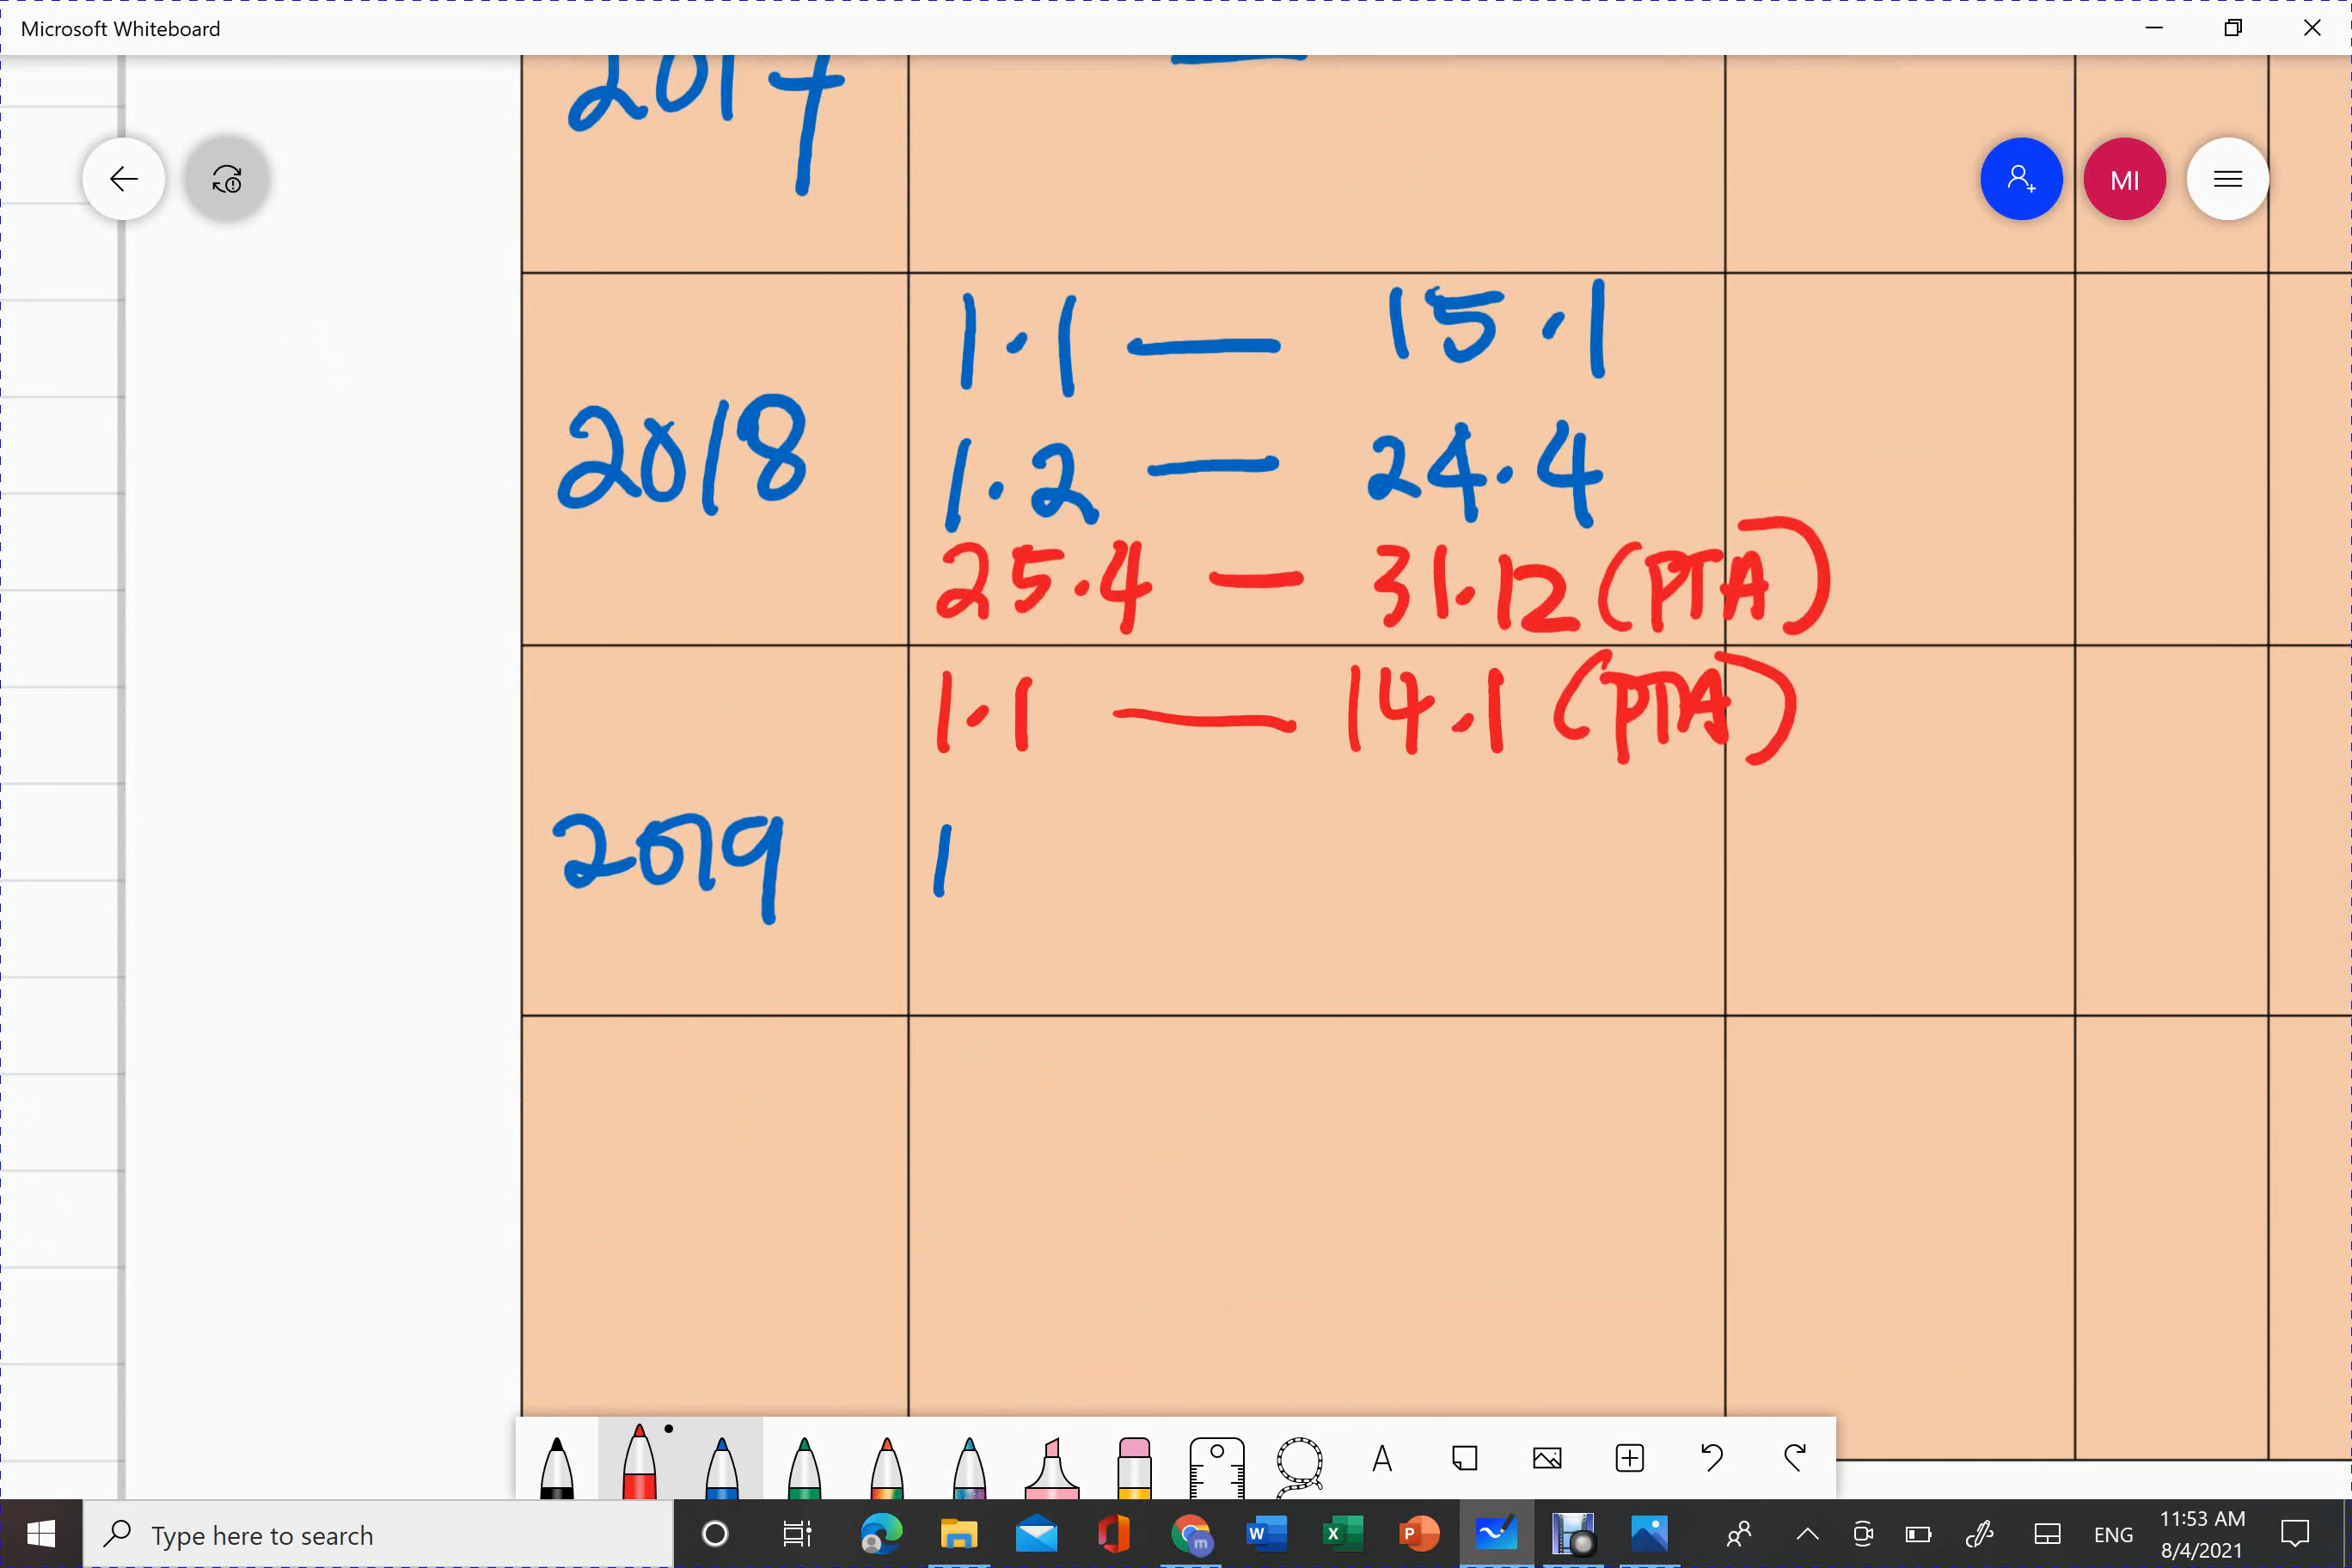 Microsoft Whiteboard
2017 —
MI
1.1 — 15.1
2018
1.2 — 24.4
25.4 — 31.12 (PTA)
1.1 — 14.1 (PTA)
2019 1
A
Type here to search
m
W
X
P
ENG
11:53 AM
8/4/2021